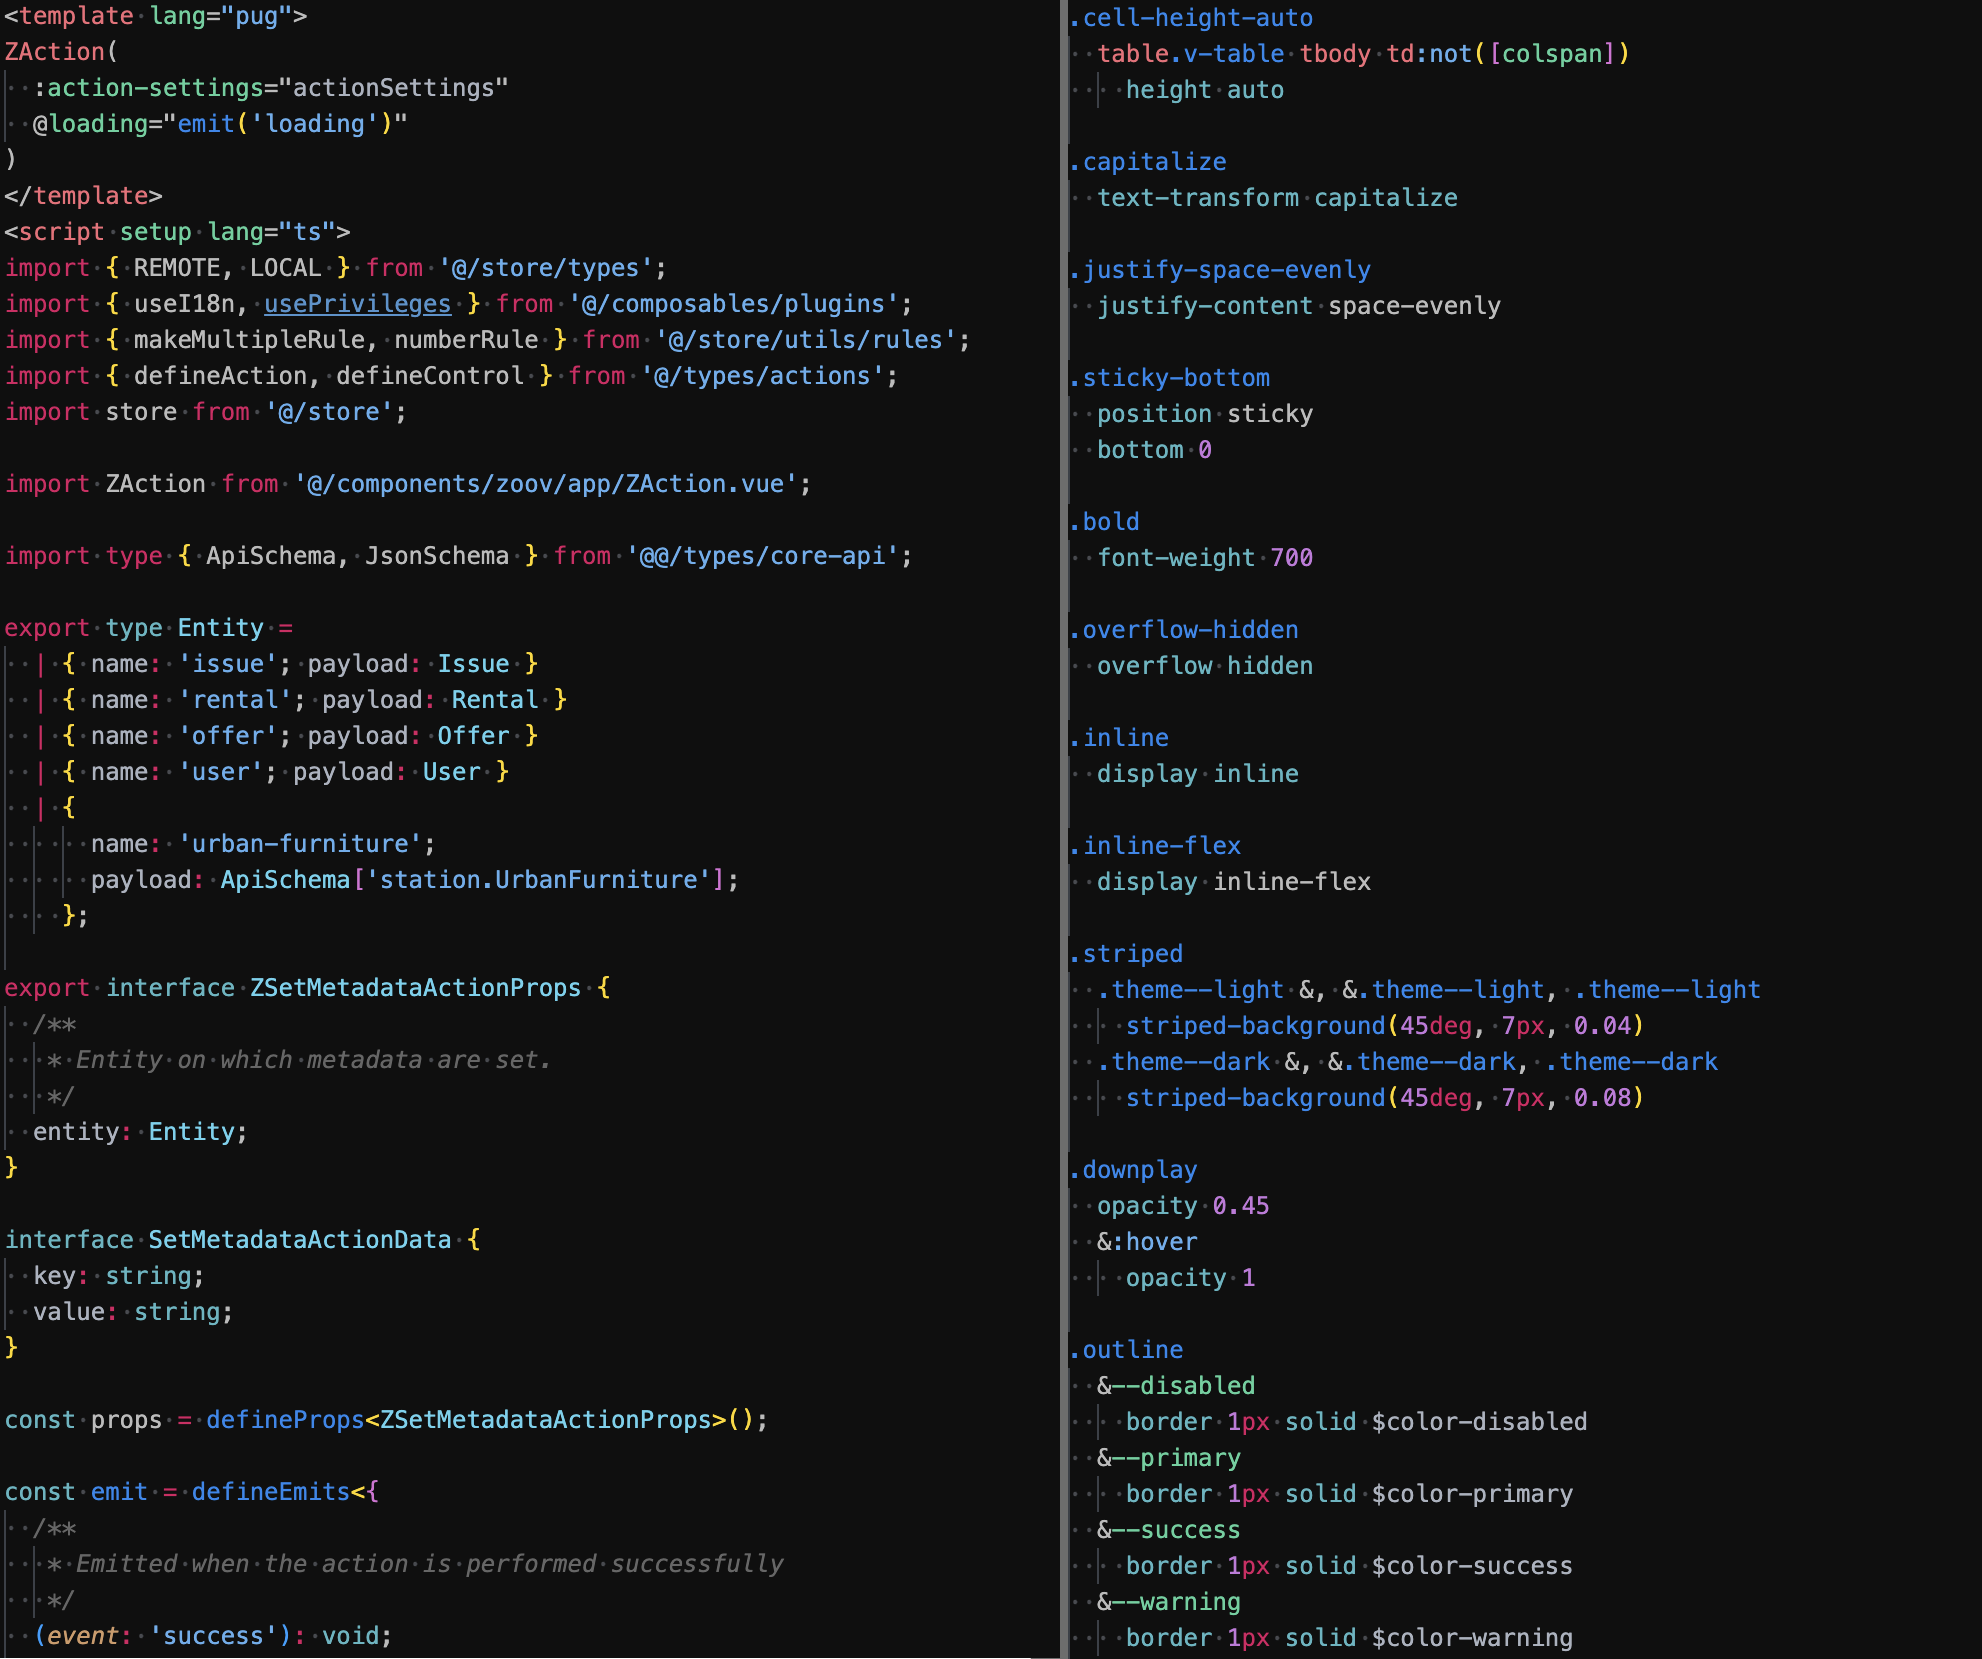 <template lang="pug">
ZAction(
  :action-settings="actionSettings"
  @loading="emit('loading')"
)
</template>
<script setup lang="ts">
import { REMOTE, LOCAL } from '@/store/types';
import { useI18n, usePrivileges } from '@/composables/plugins';
import { makeMultipleRule, numberRule } from '@/store/utils/rules';
import { defineAction, defineControl } from '@/types/actions';
import store from '@/store';

import ZAction from '@/components/zoov/app/ZAction.vue';

import type { ApiSchema, JsonSchema } from '@@/types/core-api';

export type Entity =
  | { name: 'issue'; payload: Issue }
  | { name: 'rental'; payload: Rental }
  | { name: 'offer'; payload: Offer }
  | { name: 'user'; payload: User }
  | {
      name: 'urban-furniture';
      payload: ApiSchema['station.UrbanFurniture'];
    };

export interface ZSetMetadataActionProps {
  /**
   * Entity on which metadata are set.
   */
  entity: Entity;
}

interface SetMetadataActionData {
  key: string;
  value: string;
}

const props = defineProps<ZSetMetadataActionProps>();

const emit = defineEmits<{
  /**
   * Emitted when the action is performed successfully
   */
  (event: 'success'): void;
.cell-height-auto
  table.v-table tbody td:not([colspan])
    height auto

.capitalize
  text-transform capitalize

.justify-space-evenly
  justify-content space-evenly

.sticky-bottom
  position sticky
  bottom 0

.bold
  font-weight 700

.overflow-hidden
  overflow hidden

.inline
  display inline

.inline-flex
  display inline-flex

.striped
  .theme--light &, &.theme--light, .theme--light
    striped-background(45deg, 7px, 0.04)
  .theme--dark &, &.theme--dark, .theme--dark
    striped-background(45deg, 7px, 0.08)

.downplay
  opacity 0.45
  &:hover
    opacity 1

.outline
  &--disabled
    border 1px solid $color-disabled
  &--primary
    border 1px solid $color-primary
  &--success
    border 1px solid $color-success
  &--warning
    border 1px solid $color-warning